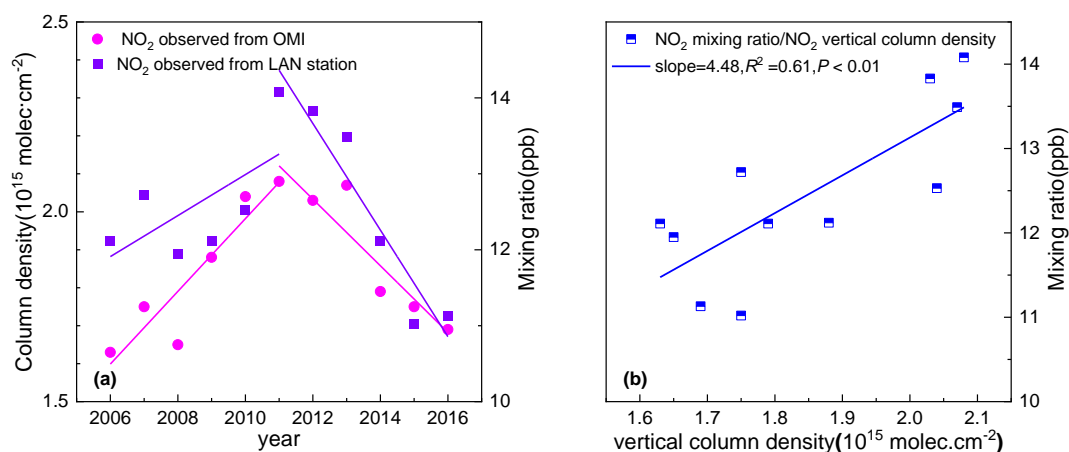 NO2 observed from OMI
NO2 observed from LAN station
2.5
2.0
1.5
Column density(10^15 molec·cm^-2)
14
12
10
Mixing ratio(ppb)
(a)
2006 2008 2010 2012 2014 2016
year
NO2 mixing ratio/NO2 vertical column density
slope=4.48,R^2 =0.61,P < 0.01
14
13
12
11
10
Mixing ratio(ppb)
(b)
1.6 1.7 1.8 1.9 2.0 2.1
vertical column density(10^15 molec.cm^-2)